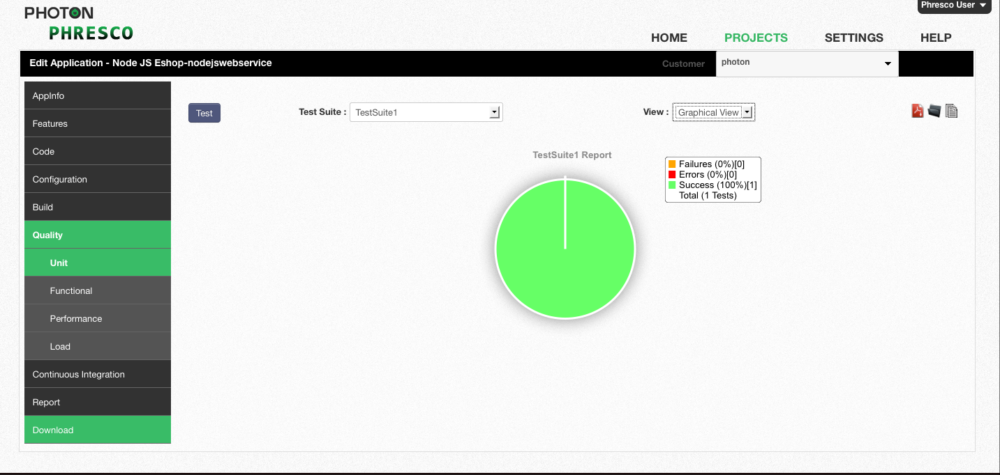 PHOTON
PHRESCO
Phresco User
HOME PROJECTS SETTINGS HELP
Edit Application - Node JS Eshop-nodejswebservice Customer photon
AppInfo
Features
Code
Configuration
Build
Quality
Unit
Functional
Performance
Load
Continuous Integration
Report
Download
Test Test Suite : TestSuite1 View : Graphical View
TestSuite1 Report
Failures (0%)[0]
Errors (0%)[0]
Success (100%)[1]
Total (1 Tests)